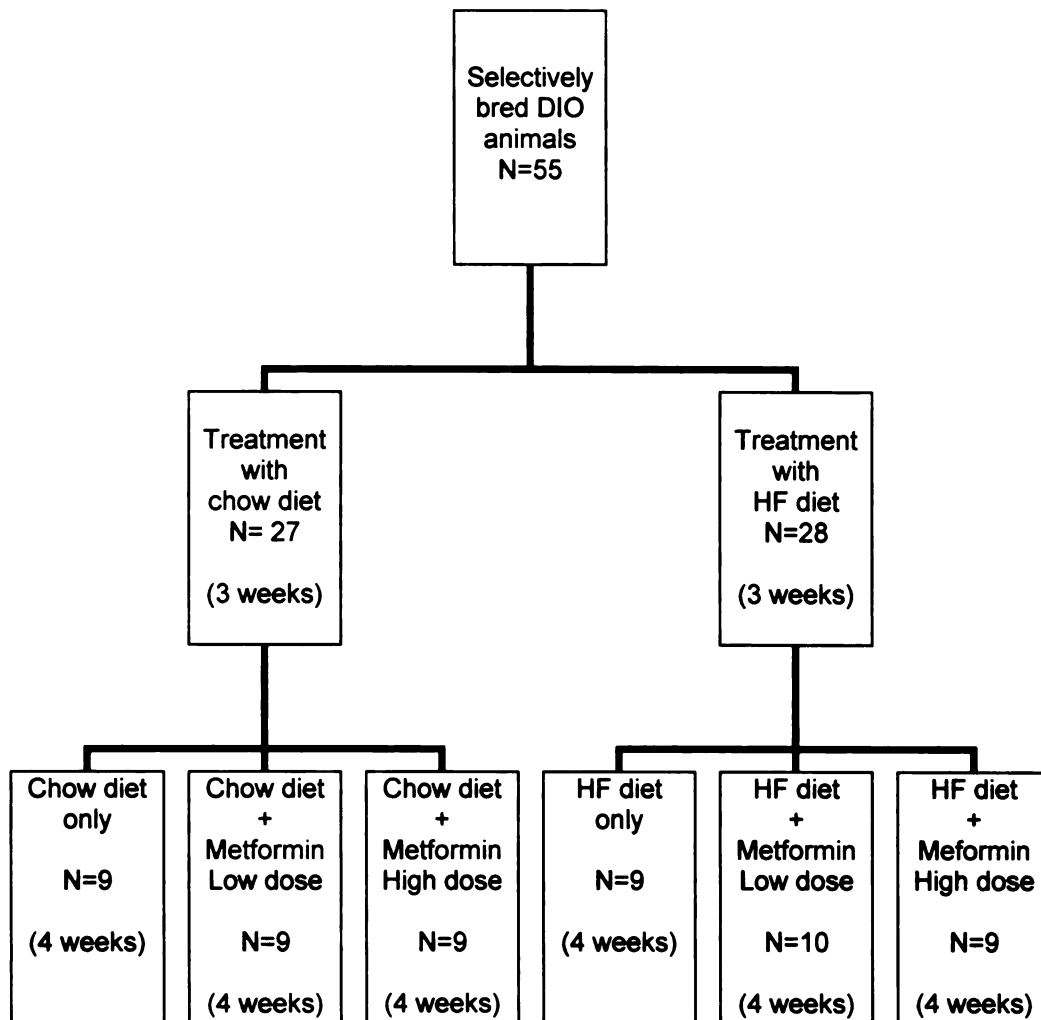 Selectively
bred DIO
animals
N=55
Treatment
with
chow diet
N= 27
(3 weeks)
Treatment
with
HF diet
N=28
(3 weeks)
Chow diet
only
N=9
(4 weeks)
Chow diet
+
Metformin
Low dose
N=9
(4 weeks)
Chow diet
+
Metformin
High dose
N=9
(4 weeks)
HF diet
only
N=9
(4 weeks)
HF diet
+
Metformin
Low dose
N=10
(4 weeks)
HF diet
+
Meformin
High dose
N=9
(4 weeks)